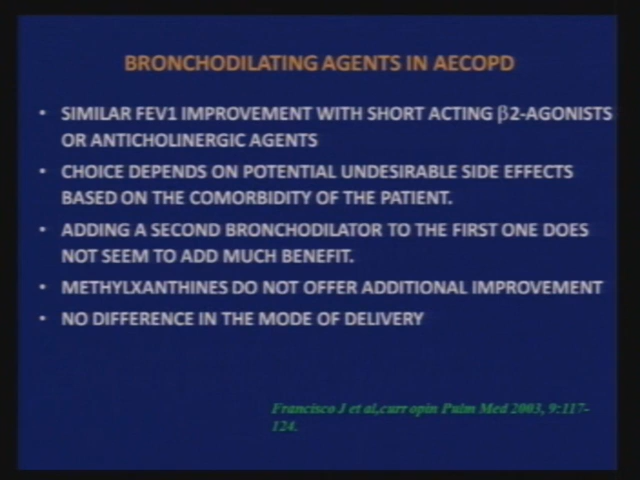 BRONCHODILATING AGENTS IN AECOPD
• SIMILAR FEV1 IMPROVEMENT WITH SHORT ACTING β2-AGONISTS
OR ANTICHOLINERGIC AGENTS
• CHOICE DEPENDS ON POTENTIAL UNDESIRABLE SIDE EFFECTS
BASED ON THE COMORBIDITY OF THE PATIENT.
• ADDING A SECOND BRONCHODILATOR TO THE FIRST ONE DOES
NOT SEEM TO ADD MUCH BENEFIT.
• METHYLXANTHINES DO NOT OFFER ADDITIONAL IMPROVEMENT
• NO DIFFERENCE IN THE MODE OF DELIVERY
Francisco J et al,curr opin Pulm Med 2003, 9:117-
124.